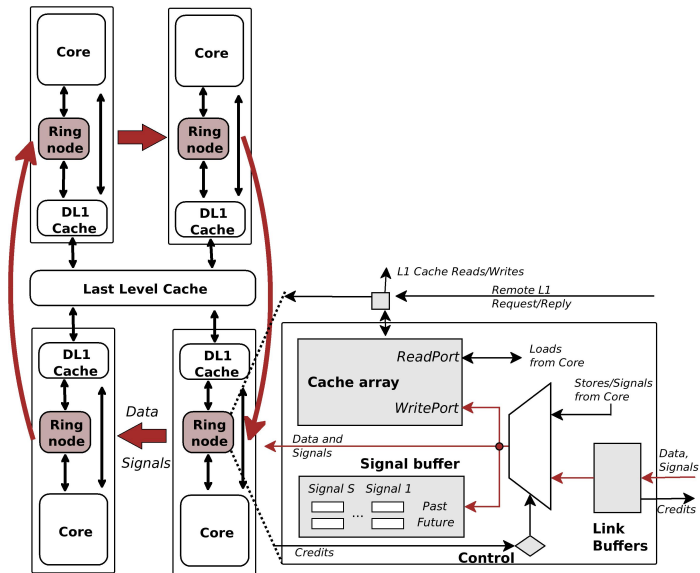 Core
Core
Ring
node
Ring
node
DL1
Cache
DL1
Cache
Last Level Cache
DL1
Cache
DL1
Cache
Ring
node
Data
Signals
Ring
node
Core
Core
L1 Cache Reads/Writes
Remote L1
Request/Reply
ReadPort
Cache array
WritePort
Loads
from Core
Stores/Signals
from Core
Data and
Signals
Signal buffer
Signal S
Signal 1
...
Past
Future
Data,
Signals
Credits
Link
Buffers
Credits
Control